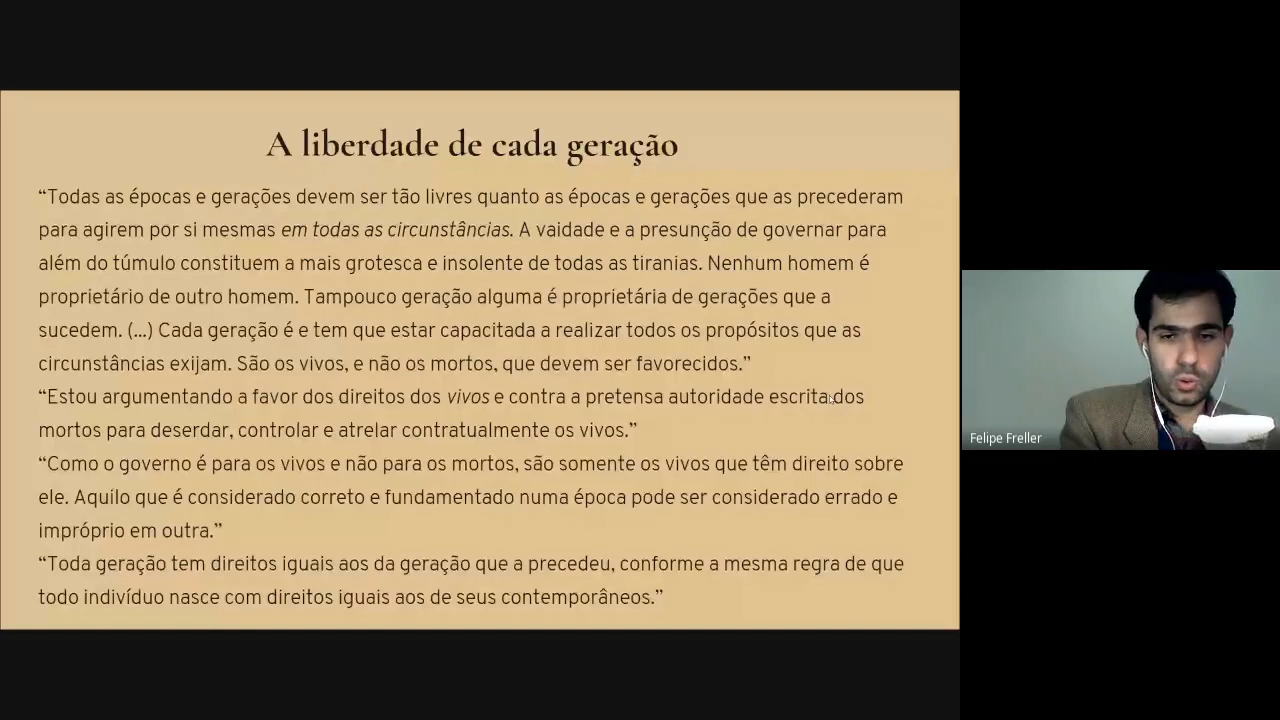 A liberdade de cada geração
“Todas as épocas e gerações devem ser tão livres quanto as épocas e gerações que as precederam
para agirem por si mesmas em todas as circunstâncias. A vaidade e a presunção de governar para
além do túmulo constituem a mais grotesca e insolente de todas as tiranias. Nenhum homem é
proprietário de outro homem. Tampouco geração alguma é proprietária de gerações que a
sucedem. (...) Cada geração é e tem que estar capacitada a realizar todos os propósitos que as
circunstâncias exijam. São os vivos, e não os mortos, que devem ser favorecidos.”
“Estou argumentando a favor dos direitos dos vivos e contra a pretensa autoridade escrita dos
mortos para deserdar, controlar e atrelar contratualmente os vivos.”
“Como o governo é para os vivos e não para os mortos, são somente os vivos que têm direito sobre
ele. Aquilo que é considerado correto e fundamentado numa época pode ser considerado errado e
impróprio em outra.”
“Toda geração tem direitos iguais aos da geração que a precedeu, conforme a mesma regra de que
todo indivíduo nasce com direitos iguais aos de seus contemporâneos.”
Felipe Freller